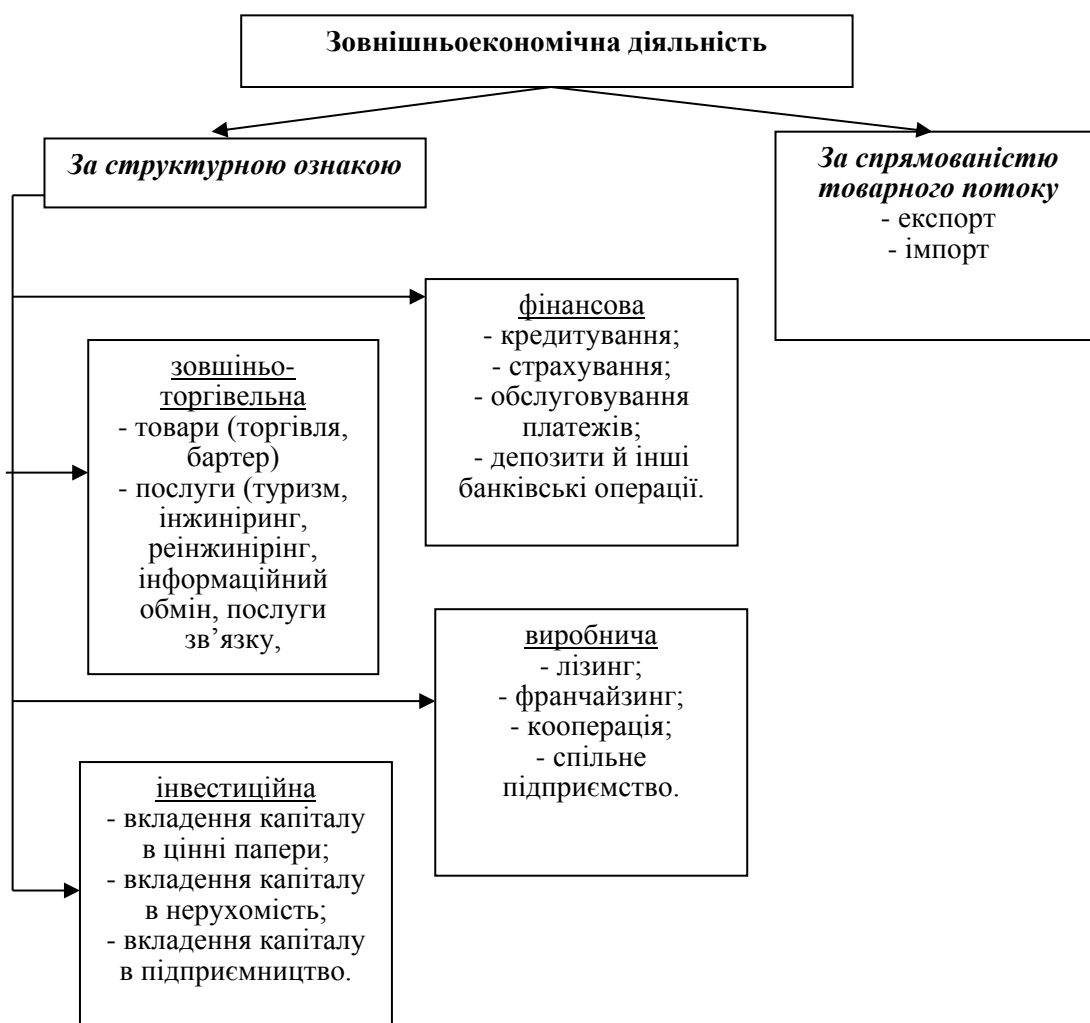 Зовнішньоекономічна діяльність
За структурною ознакою
За спрямованістю
товарного потоку
- експорт
- імпорт
фінансова
- кредитування;
- страхування;
- обслуговування
платежів;
- депозити й інші
банківські операції.
зовшіньо-
торгівельна
- товари (торгівля,
бартер)
- послуги (туризм,
інжиніринг,
реінжинірінг,
інформаційний
обмін, послуги
зв’язку,
виробнича
- лізинг;
- франчайзинг;
- кооперація;
- спільне
підприємство.
інвестиційна
- вкладення капіталу
в цінні папери;
- вкладення капіталу
в нерухомість;
- вкладення капіталу
в підприємництво.